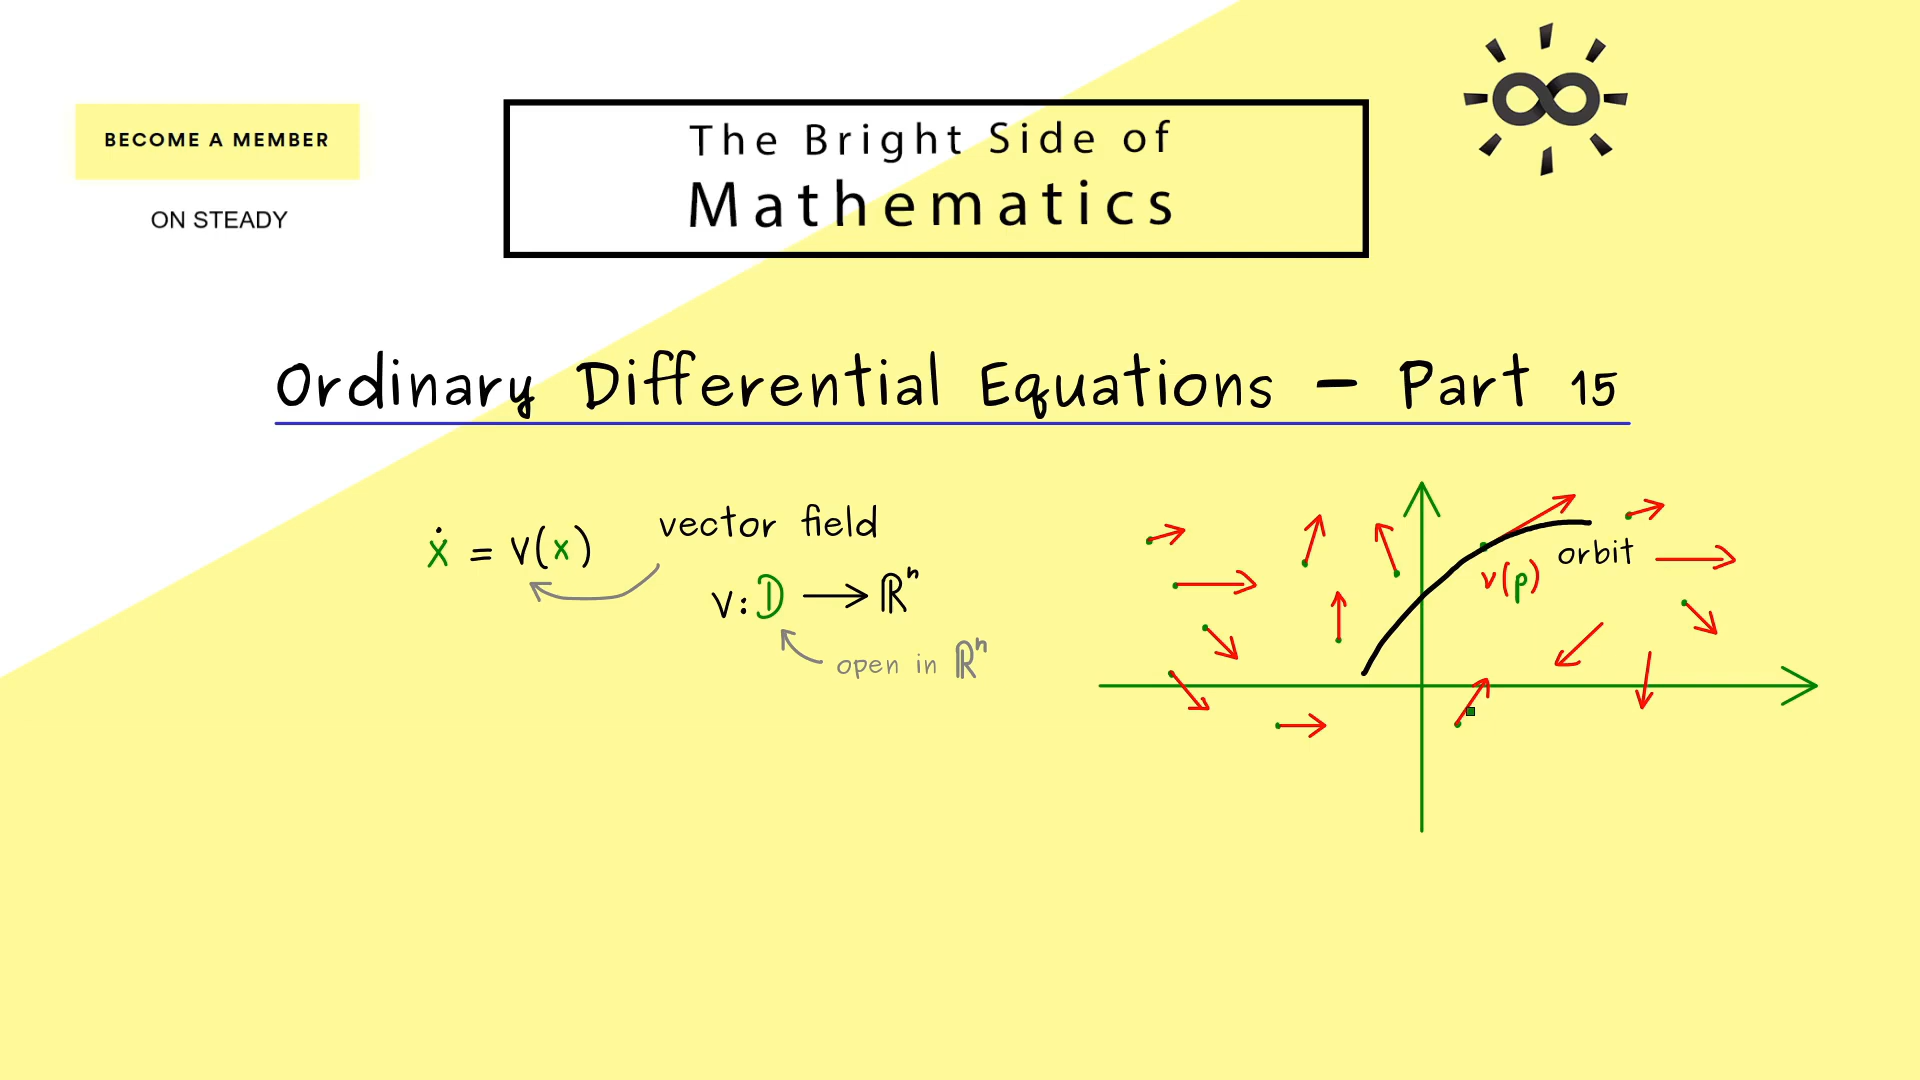 BECOME A MEMBER
ON STEADY
The Bright Side of
Mathematics
Ordinary Differential Equations – Part 15
ẋ = v(x)
vector field
v: D ⟶ ℝⁿ
open in ℝⁿ
orbit
v(p)